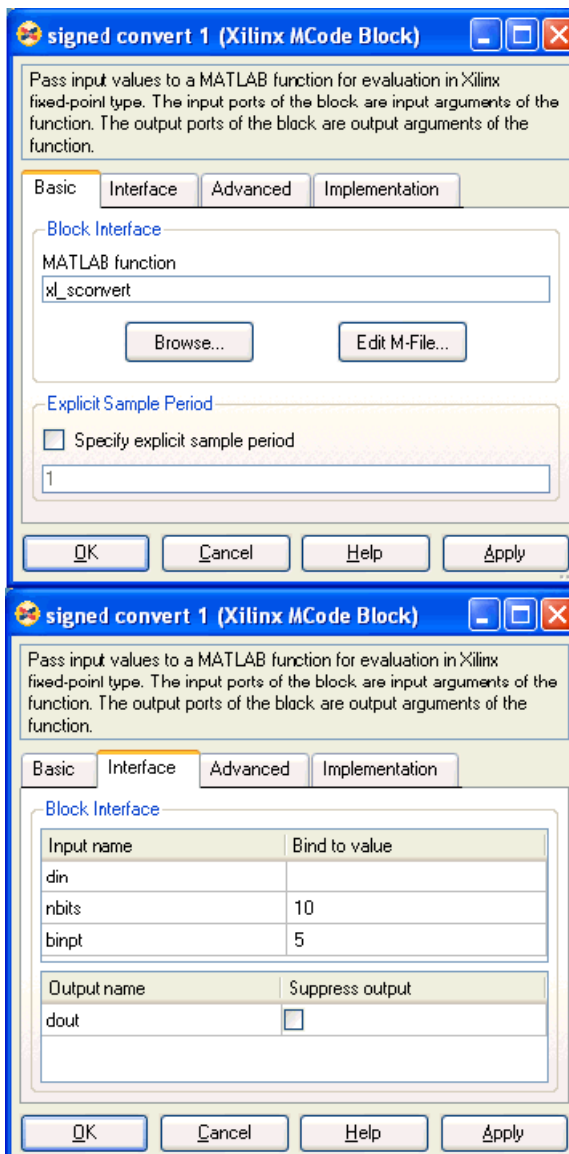 signed convert 1 (Xilinx MCode Block)
Pass input values to a MATLAB function for evaluation in Xilinx
fixed-point type. The input ports of the block are input arguments of the
function. The output ports of the block are output arguments of the
function.
Basic Interface Advanced Implementation
Block Interface
MATLAB function
xl_sconvert
Browse... Edit M-File...
Explicit Sample Period
Specify explicit sample period
1
OK Cancel Help Apply
signed convert 1 (Xilinx MCode Block)
Pass input values to a MATLAB function for evaluation in Xilinx
fixed-point type. The input ports of the block are input arguments of the
function. The output ports of the block are output arguments of the
function.
Basic Interface Advanced Implementation
Block Interface
Input name Bind to value
din
nbits 10
binpt 5
Output name Suppress output
dout
OK Cancel Help Apply